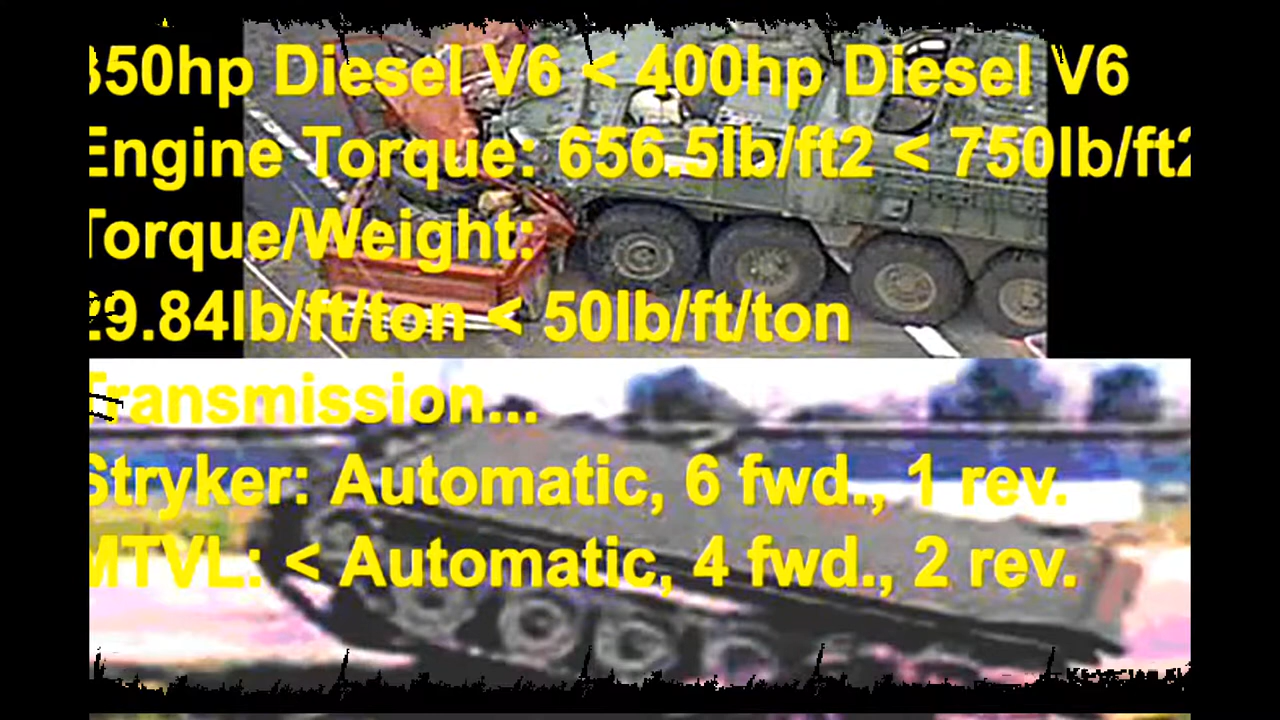 350hp Diesel V6 < 400hp Diesel V6
Engine Torque: 656.5lb/ft2 < 750lb/ft2
Torque/Weight:
29.84lb/ft/ton < 50lb/ft/ton
Transmission...
Stryker: Automatic, 6 fwd., 1 rev.
MTVL: < Automatic, 4 fwd., 2 rev.